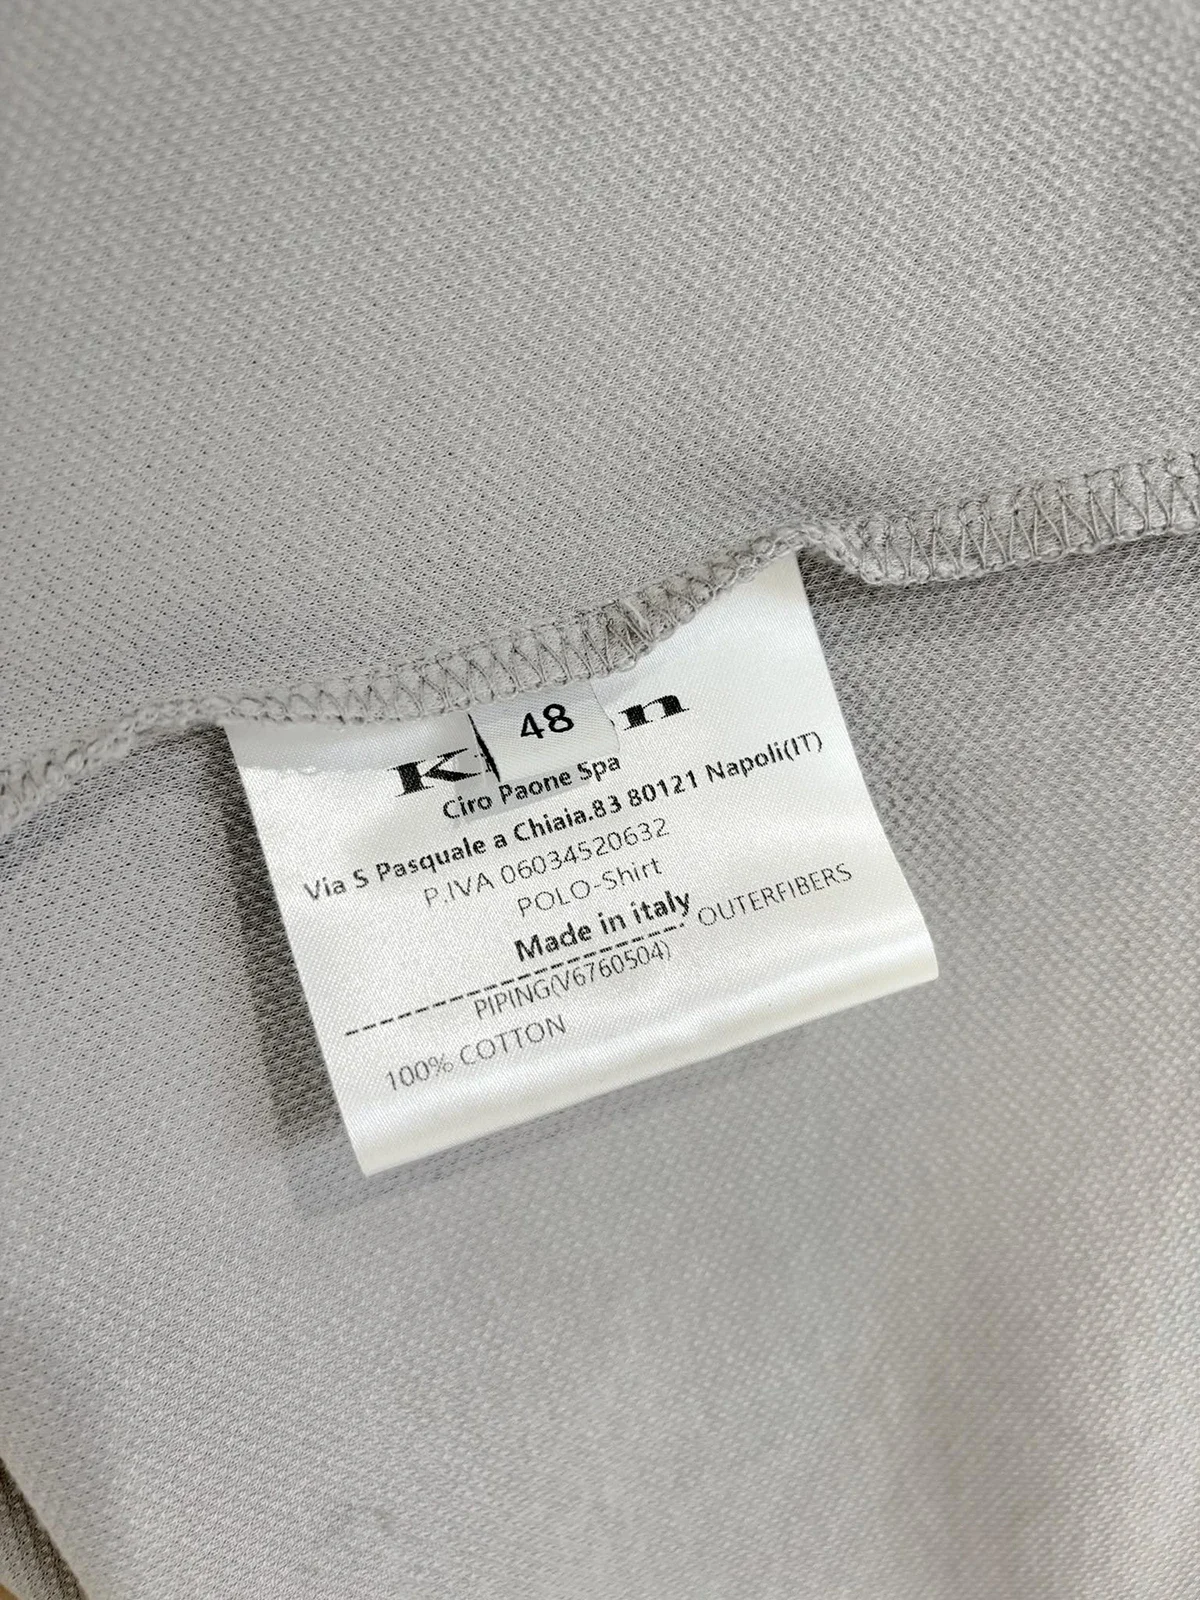 48
Ciro Paone Spa
Via S Pasquale a Chiaia.83 80121 Napoli(IT)
P.IVA 06034520632
POLO-Shirt
Made in italy
--------------------------. OUTERFIBERS
PIPING(V6760504)
100% COTTON